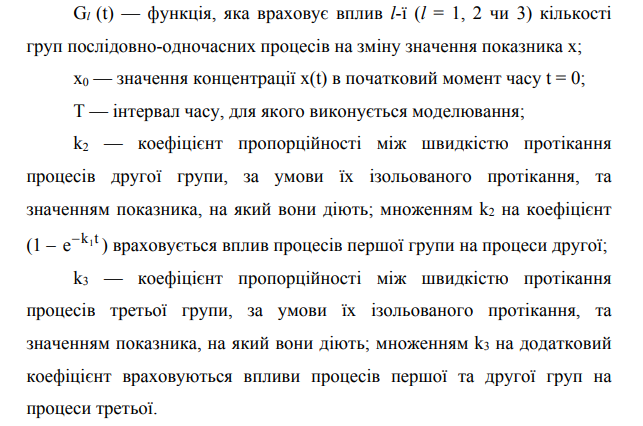 Gl (t) — функція, яка враховує вплив l-ї (l = 1, 2 чи 3) кількості
груп послідовно-одночасних процесів на зміну значення показника x;
x0 — значення концентрації x(t) в початковий момент часу t = 0;
T — інтервал часу, для якого виконується моделювання;
k2 — коефіцієнт пропорційності між швидкістю протікання
процесів другої групи, за умови їх ізольованого протікання, та
значенням показника, на який вони діють; множенням k2 на коефіцієнт
(1 – e^{–k1t}) враховується вплив процесів першої групи на процеси другої;
k3 — коефіцієнт пропорційності між швидкістю протікання
процесів третьої групи, за умови їх ізольованого протікання, та
значенням показника, на який вони діють; множенням k3 на додатковий
коефіцієнт враховуються впливи процесів першої та другої груп на
процеси третьої.